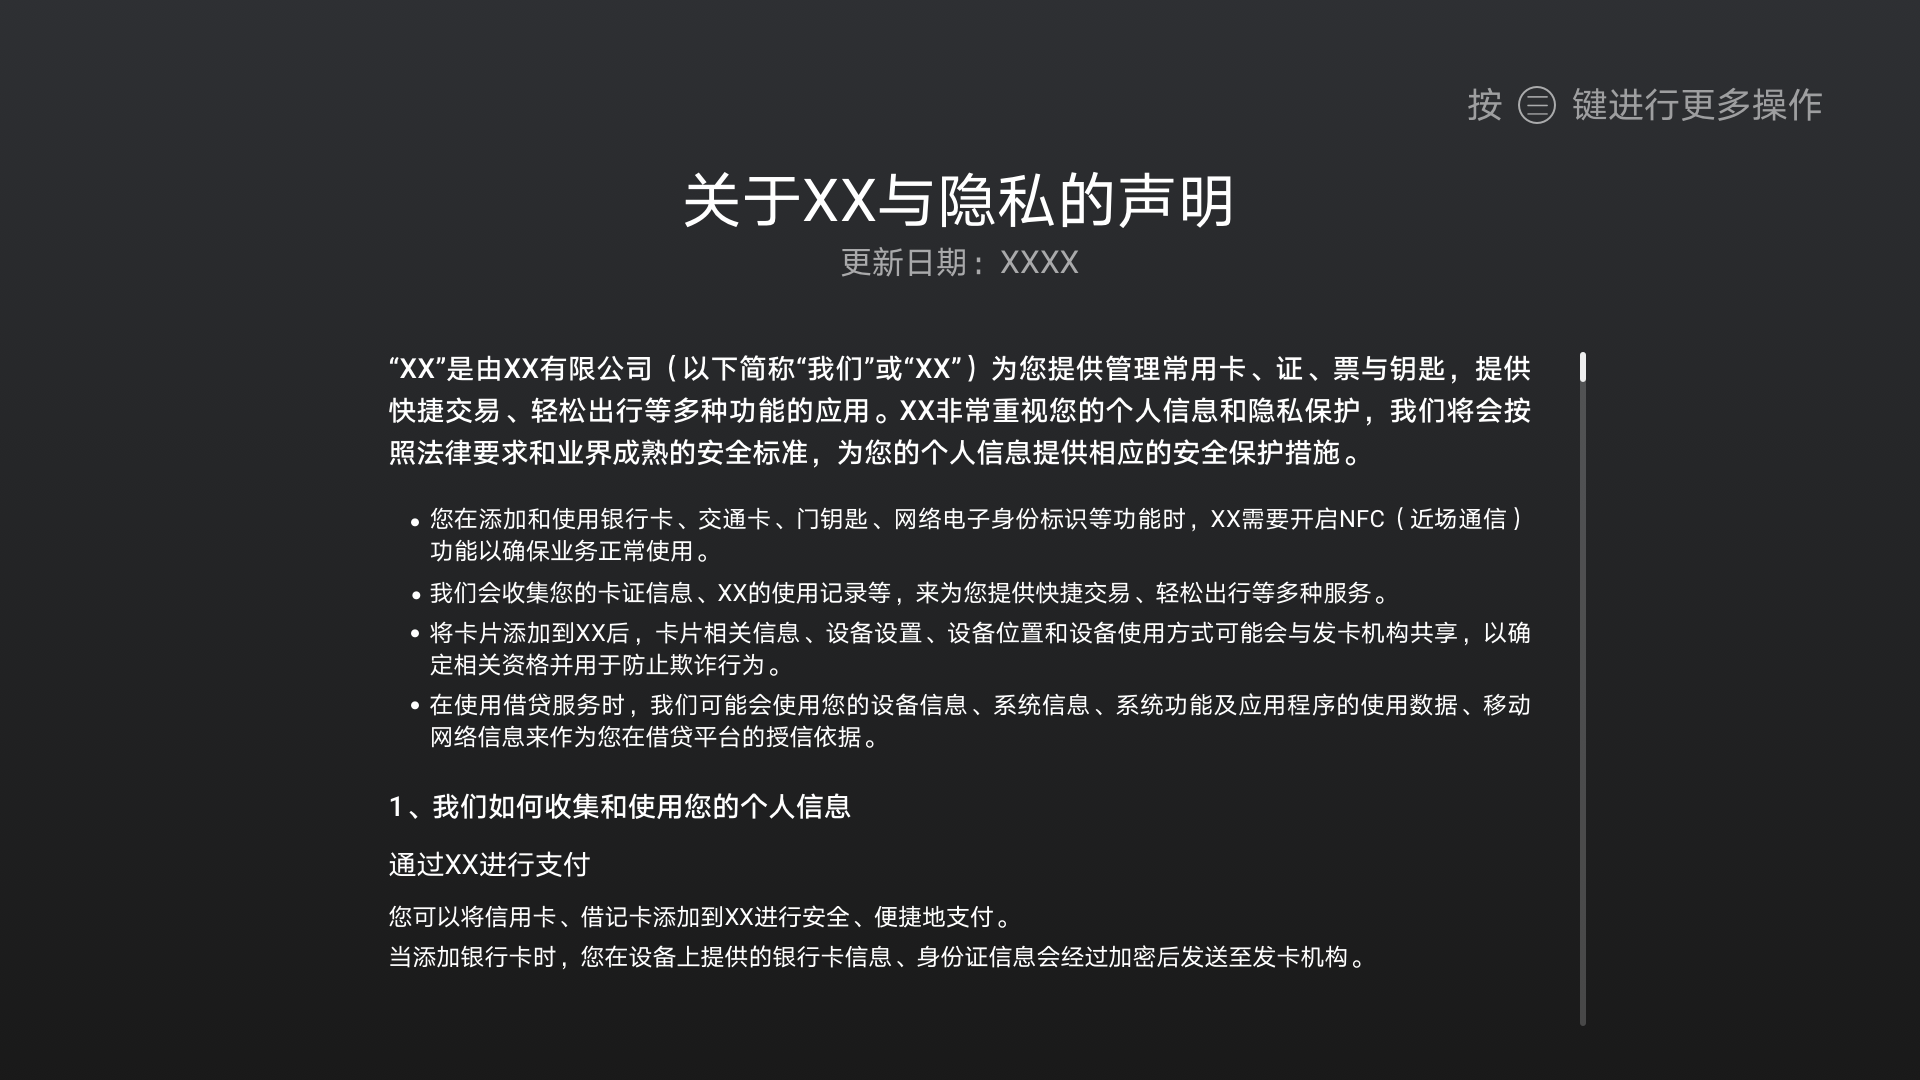 按 ☰ 键进行更多操作
关于XX与隐私的声明
更新日期：XXXX
“XX”是由XX有限公司（以下简称“我们”或“XX”）为您提供管理常用卡、证、票与钥匙，提供
快捷交易、轻松出行等多种功能的应用。XX非常重视您的个人信息和隐私保护，我们将会按
照法律要求和业界成熟的安全标准，为您的个人信息提供相应的安全保护措施。
• 您在添加和使用银行卡、交通卡、门钥匙、网络电子身份标识等功能时，XX需要开启NFC（近场通信）
功能以确保业务正常使用。
• 我们会收集您的卡证信息、XX的使用记录等，来为您提供快捷交易、轻松出行等多种服务。
• 将卡片添加到XX后，卡片相关信息、设备设置、设备位置和设备使用方式可能会与发卡机构共享，以确
定相关资格并用于防止欺诈行为。
• 在使用借贷服务时，我们可能会使用您的设备信息、系统信息、系统功能及应用程序的使用数据、移动
网络信息来作为您在借贷平台的授信依据。
1、我们如何收集和使用您的个人信息
通过XX进行支付
您可以将信用卡、借记卡添加到XX进行安全、便捷地支付。
当添加银行卡时，您在设备上提供的银行卡信息、身份证信息会经过加密后发送至发卡机构。